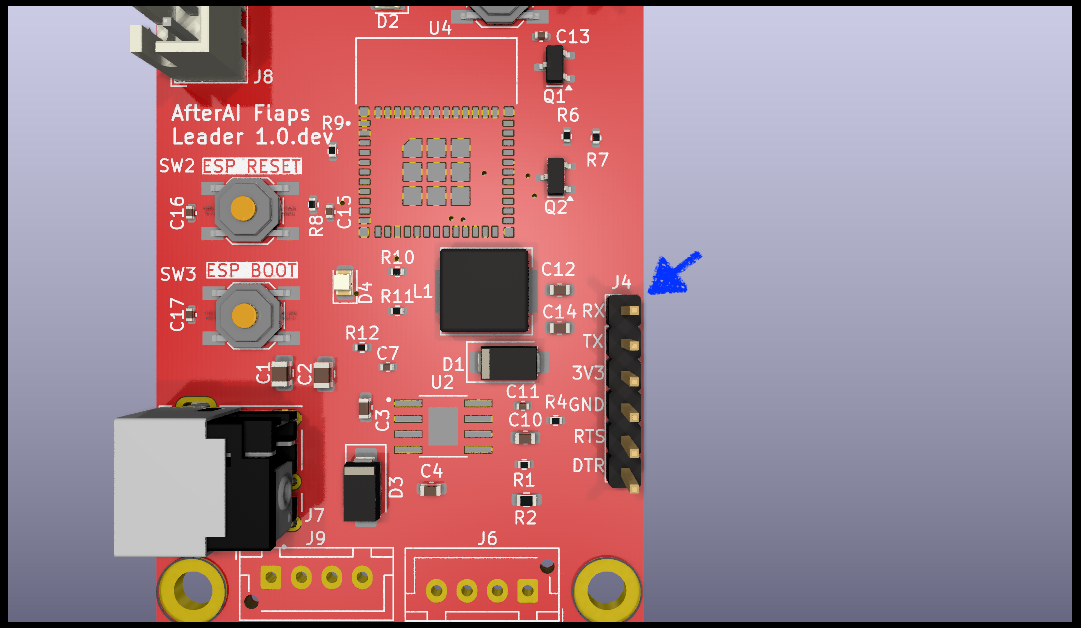 D2
U4
C13
J8
Q1
AfterAI Flaps
Leader 1.0.dev
R9
R6
R7
SW2 ESP RESET
C16
R8
C15
Q2
SW3 ESP BOOT
R10
C12
J4
D4
L1
R11
C17
C14
RX
R12
TX
C7
D1
C1
C2
U2
3V3
C11
R4
GND
C3
C10
RTS
DTR
C4
R1
D3
R2
J7
J9
J6